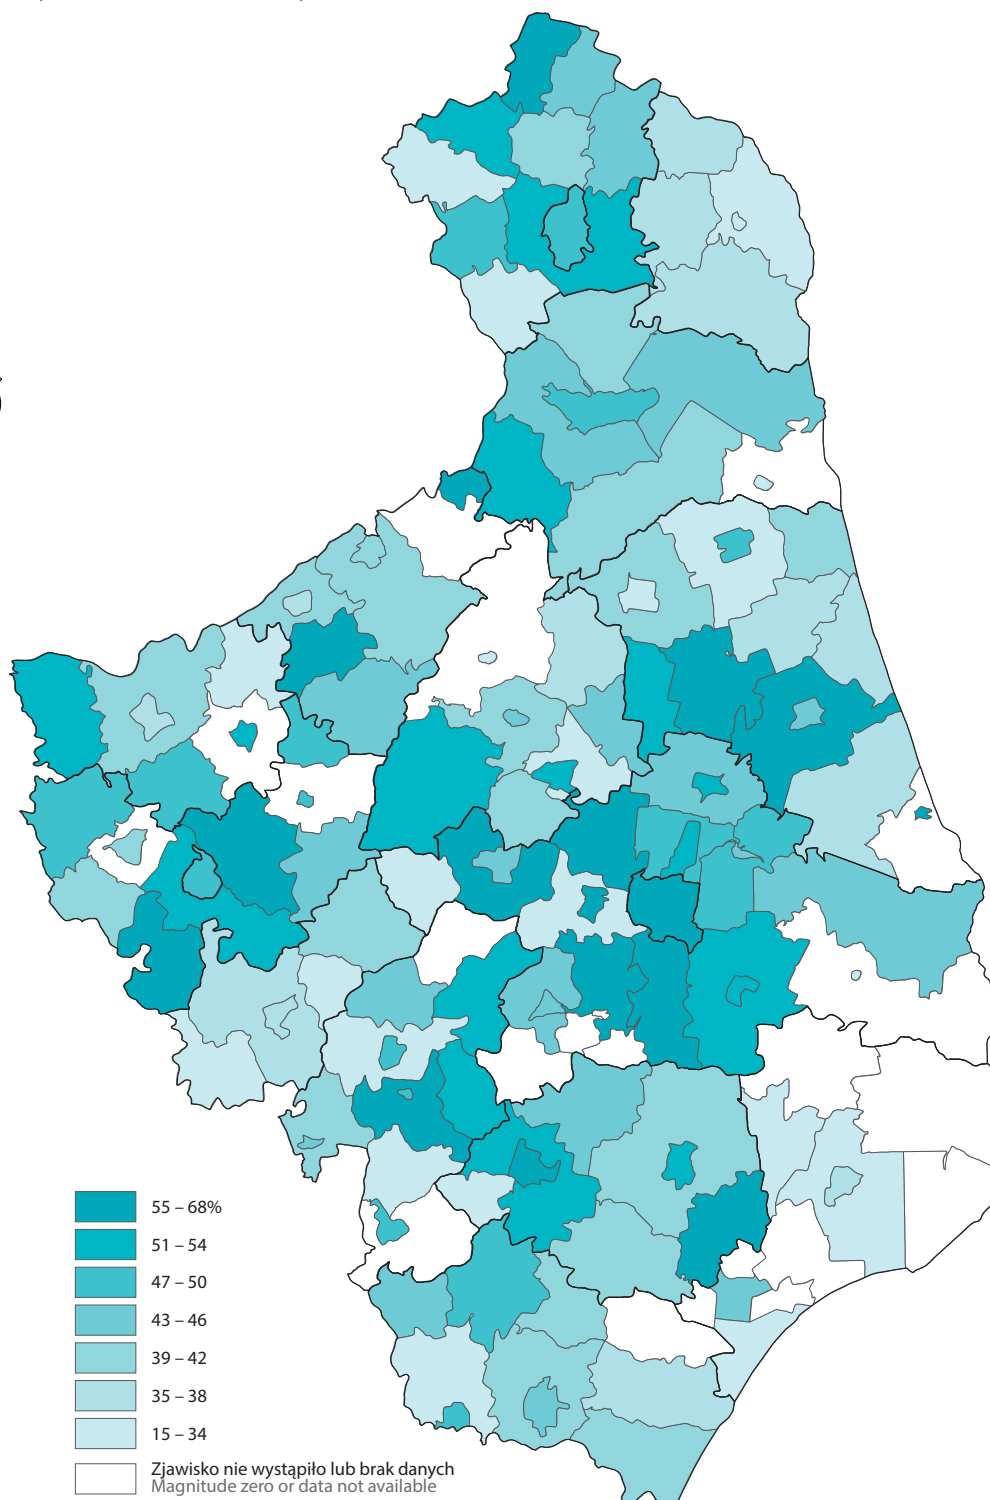 55 – 68%
51 – 54
47 – 50
43 – 46
39 – 42
35 – 38
15 – 34
Zjawisko nie wystąpiło lub brak danych
Magnitude zero or data not available